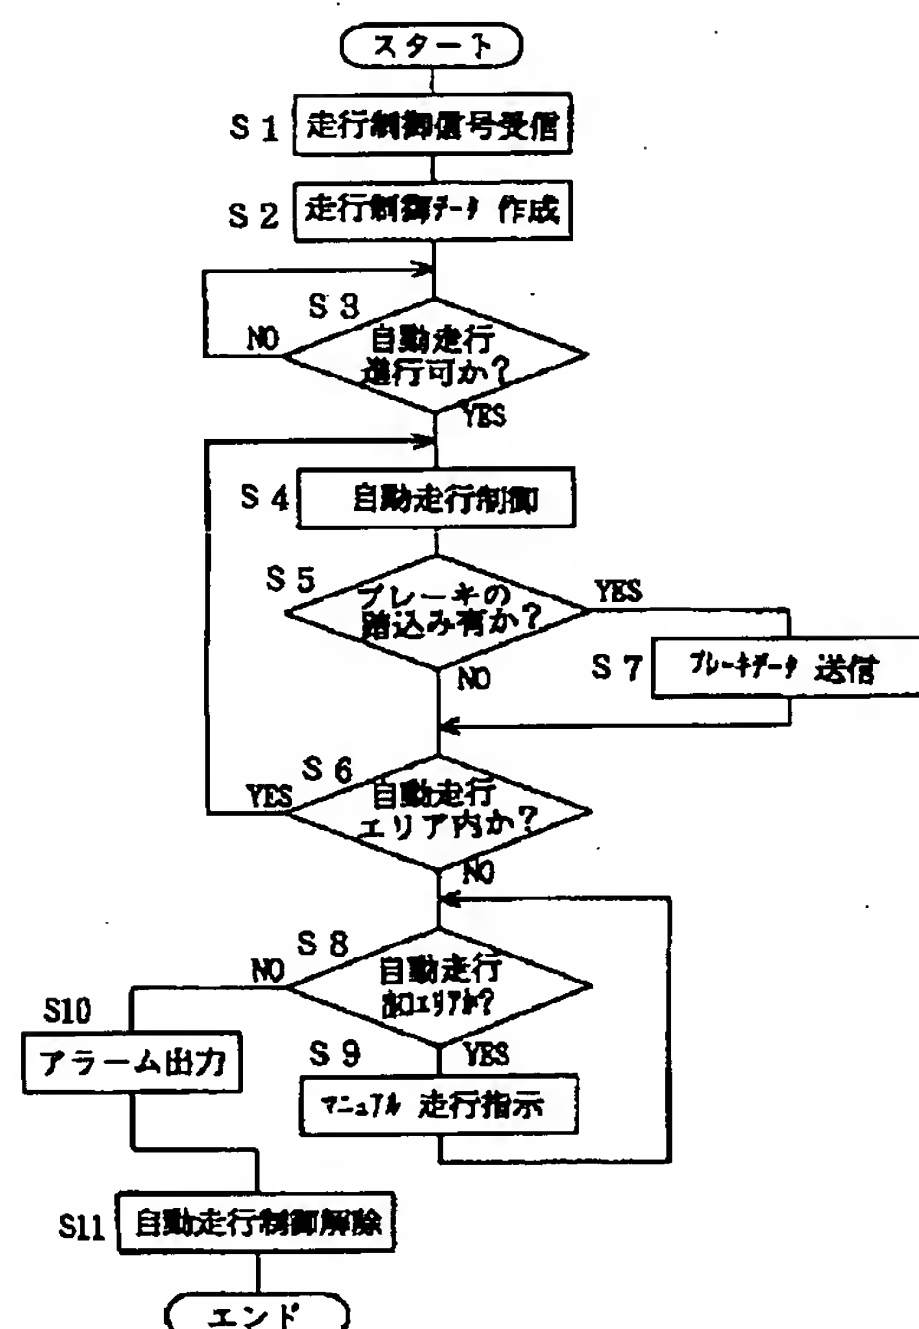 スタート
S1 走行制御信号受信
S2 走行制御データ 作成
S3
NO
自動走行
進行可か?
YES
S4 自動走行制御
S5
ブレーキの
踏込み有か?
YES
NO
S7 ブレーキデータ 送信
S6
YES
自動走行
エリア内か?
NO
S8
NO
自動走行
出口エリアか?
YES
S10
アラーム出力
S9
マニュアル 走行指示
S11 自動走行制御解除
エンド